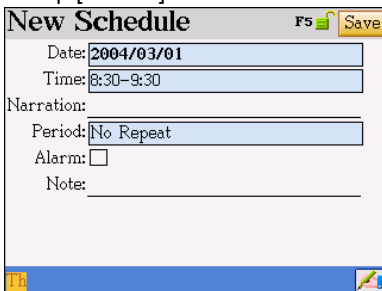 New Schedule F5 Save
Date: 2004/03/01
Time: 8:30-9:30
Narration:
Period: No Repeat
Alarm:
Note:
Th